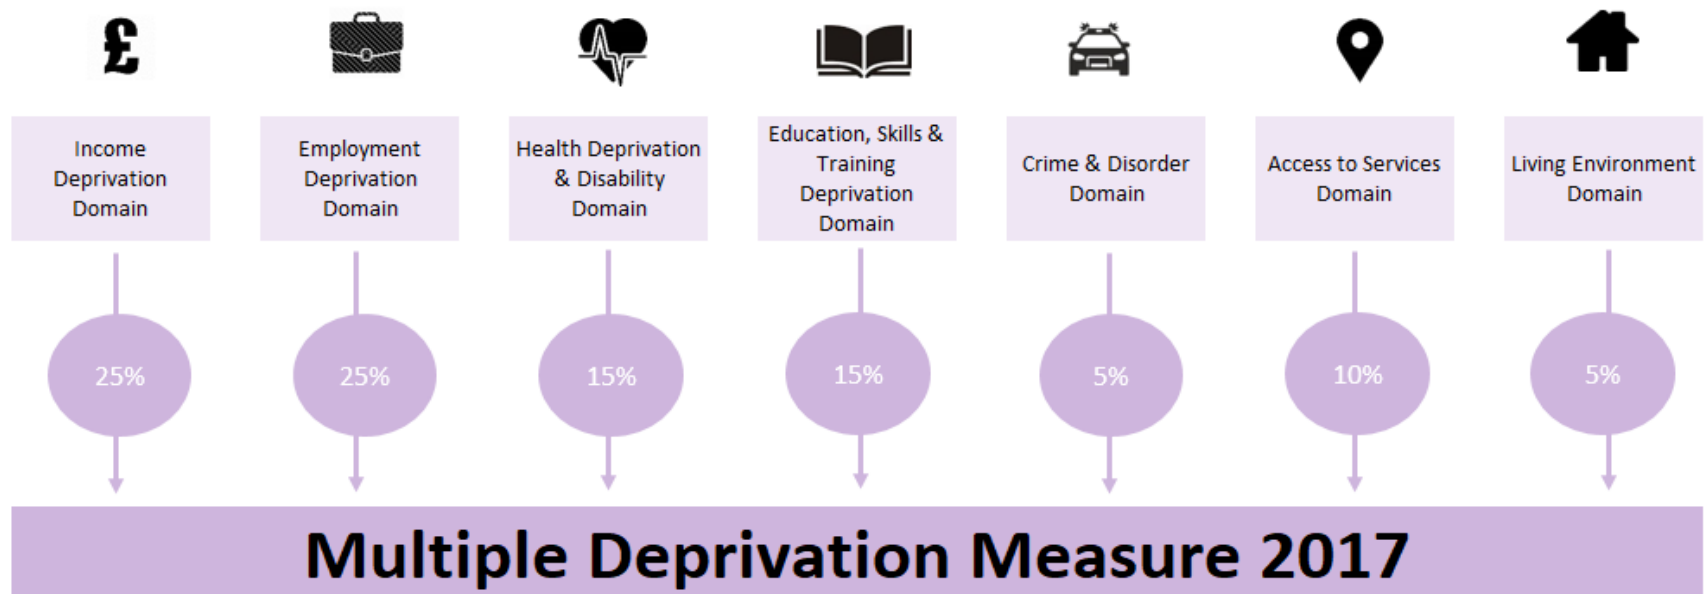 £
Income
Deprivation
Domain
Employment
Deprivation
Domain
Health Deprivation
& Disability
Domain
Education, Skills &
Training
Deprivation
Domain
Crime & Disorder
Domain
Access to Services
Domain
Living Environment
Domain
25%
25%
15%
15%
5%
10%
5%
Multiple Deprivation Measure 2017